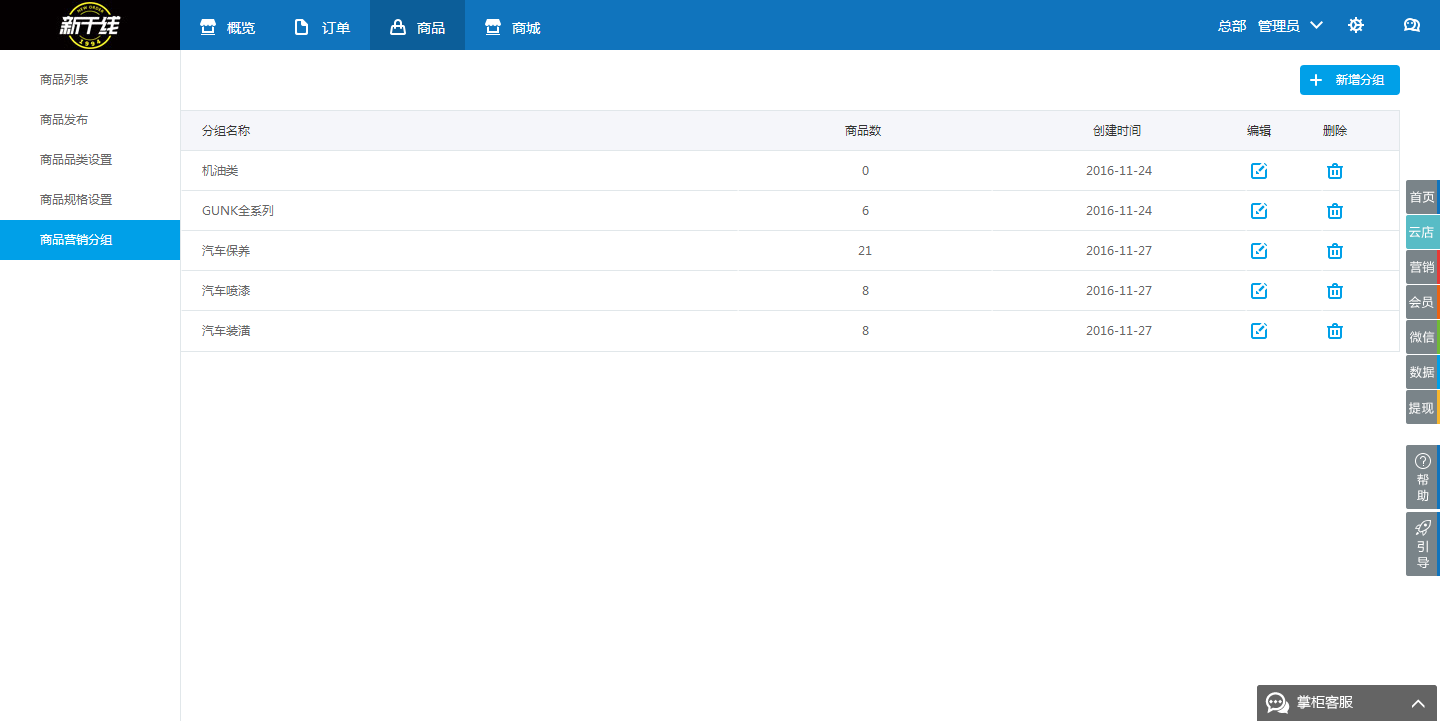 NEW ORDER
新干线
1994
概览
订单
商品
商城
总部 管理员
商品列表
商品发布
商品品类设置
商品规格设置
商品营销分组
新增分组
分组名称 商品数 创建时间 编辑 删除
机油类 0 2016-11-24
GUNK全系列 6 2016-11-24
汽车保养 21 2016-11-27
汽车喷漆 8 2016-11-27
汽车装潢 8 2016-11-27
首页
云店
营销
会员
微信
数据
提现
帮
助
引
导
掌柜客服